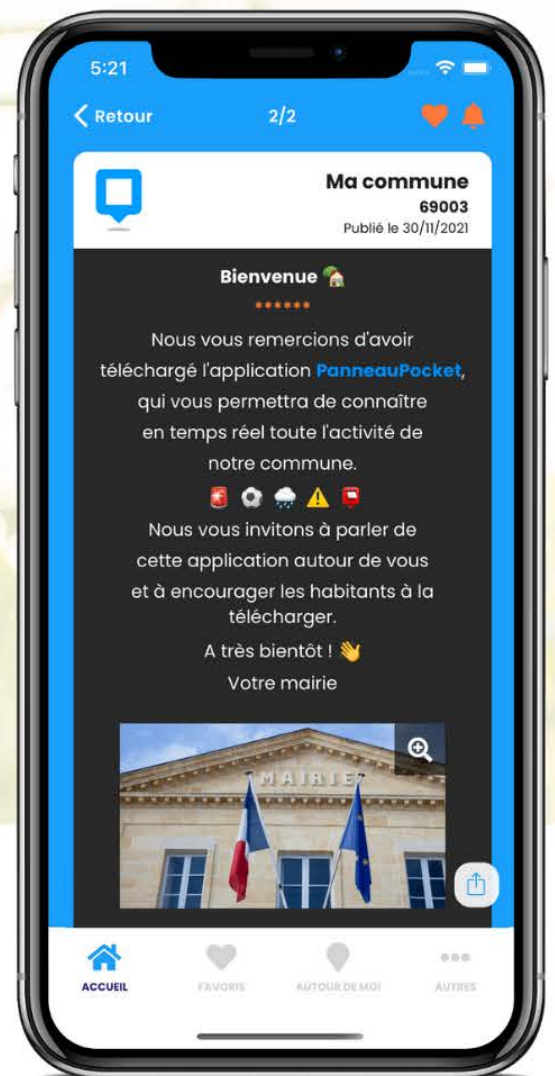 5:21
Retour
2/2
Ma commune
69003
Publié le 30/11/2021
Bienvenue 🏡
******
Nous vous remercions d'avoir
téléchargé l'application PanneauPocket,
qui vous permettra de connaître
en temps réel toute l'activité de
notre commune.
🚨 ⚽ 🌧️ ⚠️ 📮
Nous vous invitons à parler de
cette application autour de vous
et à encourager les habitants à la
télécharger.
A très bientôt ! 👋
Votre mairie
MAIRIE
ACCUEIL
FAVORIS
AUTOUR DE MOI
AUTRES